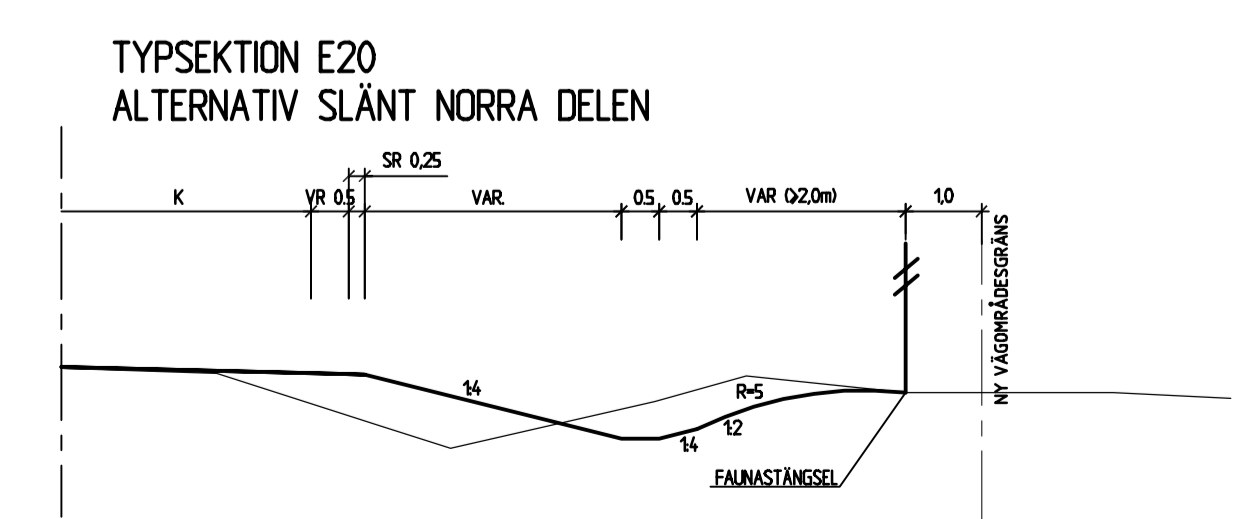 TYPSEKTION E20
ALTERNATIV SLÄNT NORRA DELEN
SR 0,25
K
VR 0.5
VAR.
0.5
0.5
VAR (≥2,0m)
1,0
NY VÄGOMRÅDESGRÄNS
1:4
R=5
1:2
1:4
FAUNASTÄNGSEL